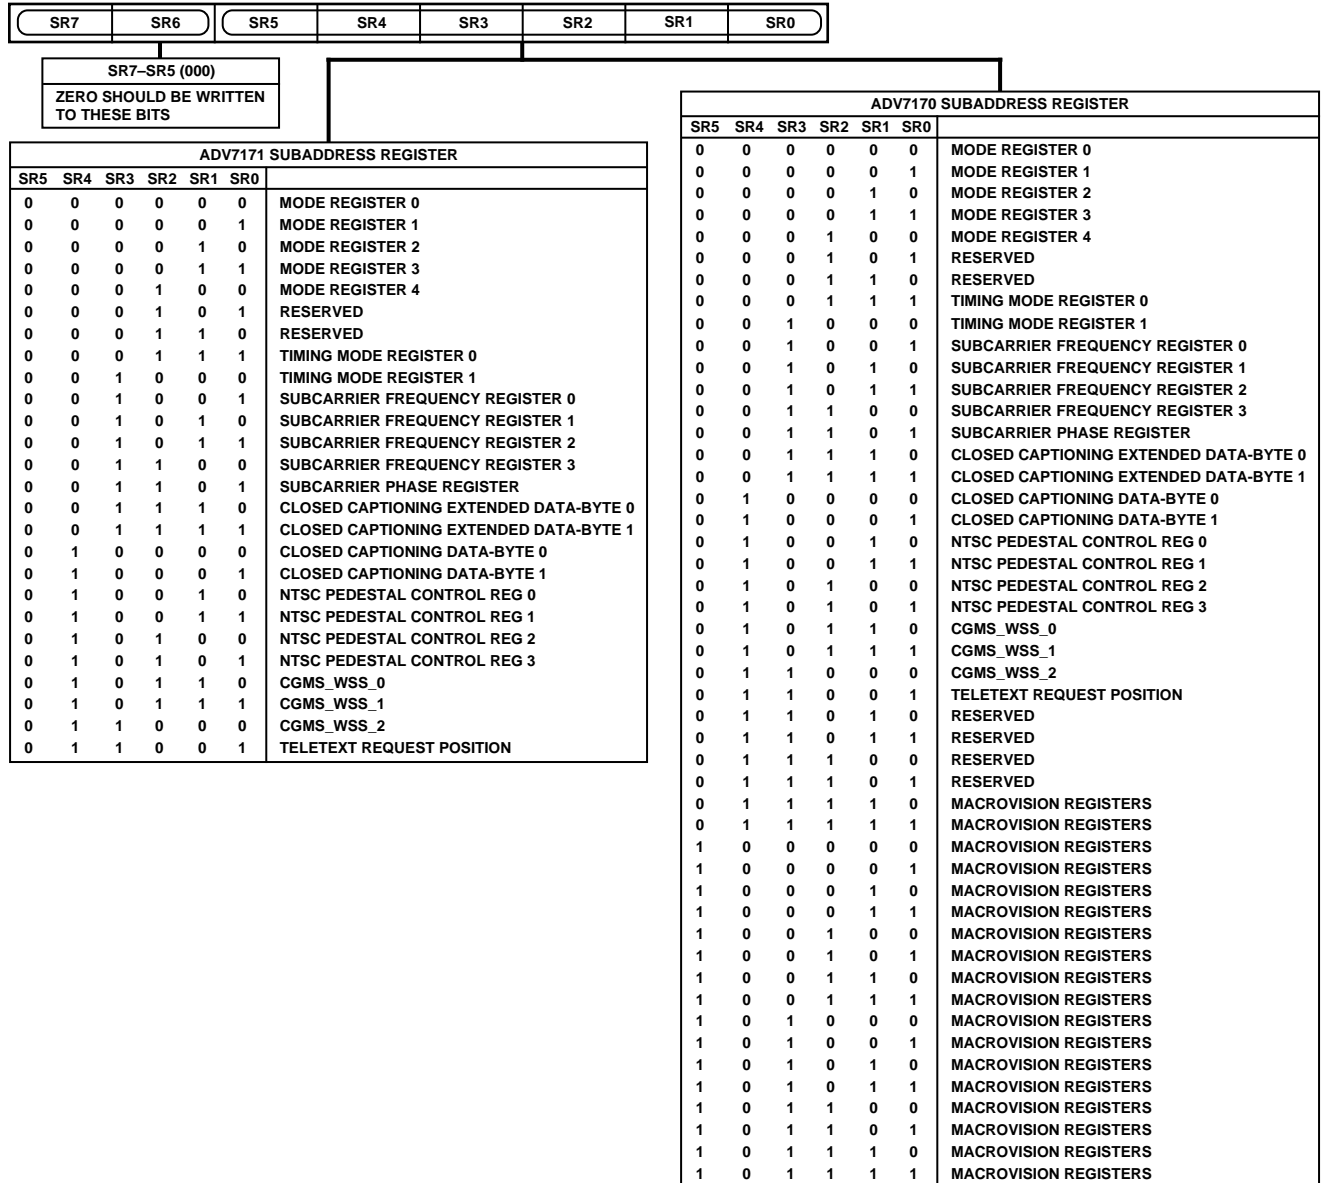 SR7 SR6 SR5 SR4 SR3 SR2 SR1 SR0
SR7–SR5 (000)
ZERO SHOULD BE WRITTEN
TO THESE BITS
ADV7171 SUBADDRESS REGISTER
SR5 SR4 SR3 SR2 SR1 SR0
0 0 0 0 0 0 MODE REGISTER 0
0 0 0 0 0 1 MODE REGISTER 1
0 0 0 0 1 0 MODE REGISTER 2
0 0 0 0 1 1 MODE REGISTER 3
0 0 0 1 0 0 MODE REGISTER 4
0 0 0 1 0 1 RESERVED
0 0 0 1 1 0 RESERVED
0 0 0 1 1 1 TIMING MODE REGISTER 0
0 0 1 0 0 0 TIMING MODE REGISTER 1
0 0 1 0 0 1 SUBCARRIER FREQUENCY REGISTER 0
0 0 1 0 1 0 SUBCARRIER FREQUENCY REGISTER 1
0 0 1 0 1 1 SUBCARRIER FREQUENCY REGISTER 2
0 0 1 1 0 0 SUBCARRIER FREQUENCY REGISTER 3
0 0 1 1 0 1 SUBCARRIER PHASE REGISTER
0 0 1 1 1 0 CLOSED CAPTIONING EXTENDED DATA-BYTE 0
0 0 1 1 1 1 CLOSED CAPTIONING EXTENDED DATA-BYTE 1
0 1 0 0 0 0 CLOSED CAPTIONING DATA-BYTE 0
0 1 0 0 0 1 CLOSED CAPTIONING DATA-BYTE 1
0 1 0 0 1 0 NTSC PEDESTAL CONTROL REG 0
0 1 0 0 1 1 NTSC PEDESTAL CONTROL REG 1
0 1 0 1 0 0 NTSC PEDESTAL CONTROL REG 2
0 1 0 1 0 1 NTSC PEDESTAL CONTROL REG 3
0 1 0 1 1 0 CGMS_WSS_0
0 1 0 1 1 1 CGMS_WSS_1
0 1 1 0 0 0 CGMS_WSS_2
0 1 1 0 0 1 TELETEXT REQUEST POSITION
ADV7170 SUBADDRESS REGISTER
SR5 SR4 SR3 SR2 SR1 SR0
0 0 0 0 0 0 MODE REGISTER 0
0 0 0 0 0 1 MODE REGISTER 1
0 0 0 0 1 0 MODE REGISTER 2
0 0 0 0 1 1 MODE REGISTER 3
0 0 0 1 0 0 MODE REGISTER 4
0 0 0 1 0 1 RESERVED
0 0 0 1 1 0 RESERVED
0 0 0 1 1 1 TIMING MODE REGISTER 0
0 0 1 0 0 0 TIMING MODE REGISTER 1
0 0 1 0 0 1 SUBCARRIER FREQUENCY REGISTER 0
0 0 1 0 1 0 SUBCARRIER FREQUENCY REGISTER 1
0 0 1 0 1 1 SUBCARRIER FREQUENCY REGISTER 2
0 0 1 1 0 0 SUBCARRIER FREQUENCY REGISTER 3
0 0 1 1 0 1 SUBCARRIER PHASE REGISTER
0 0 1 1 1 0 CLOSED CAPTIONING EXTENDED DATA-BYTE 0
0 0 1 1 1 1 CLOSED CAPTIONING EXTENDED DATA-BYTE 1
0 1 0 0 0 0 CLOSED CAPTIONING DATA-BYTE 0
0 1 0 0 0 1 CLOSED CAPTIONING DATA-BYTE 1
0 1 0 0 1 0 NTSC PEDESTAL CONTROL REG 0
0 1 0 0 1 1 NTSC PEDESTAL CONTROL REG 1
0 1 0 1 0 0 NTSC PEDESTAL CONTROL REG 2
0 1 0 1 0 1 NTSC PEDESTAL CONTROL REG 3
0 1 0 1 1 0 CGMS_WSS_0
0 1 0 1 1 1 CGMS_WSS_1
0 1 1 0 0 0 CGMS_WSS_2
0 1 1 0 0 1 TELETEXT REQUEST POSITION
0 1 1 0 1 0 RESERVED
0 1 1 0 1 1 RESERVED
0 1 1 1 0 0 RESERVED
0 1 1 1 0 1 RESERVED
0 1 1 1 1 0 MACROVISION REGISTERS
0 1 1 1 1 1 MACROVISION REGISTERS
1 0 0 0 0 0 MACROVISION REGISTERS
1 0 0 0 0 1 MACROVISION REGISTERS
1 0 0 0 1 0 MACROVISION REGISTERS
1 0 0 0 1 1 MACROVISION REGISTERS
1 0 0 1 0 0 MACROVISION REGISTERS
1 0 0 1 0 1 MACROVISION REGISTERS
1 0 0 1 1 0 MACROVISION REGISTERS
1 0 0 1 1 1 MACROVISION REGISTERS
1 0 1 0 0 0 MACROVISION REGISTERS
1 0 1 0 0 1 MACROVISION REGISTERS
1 0 1 0 1 0 MACROVISION REGISTERS
1 0 1 0 1 1 MACROVISION REGISTERS
1 0 1 1 0 0 MACROVISION REGISTERS
1 0 1 1 0 1 MACROVISION REGISTERS
1 0 1 1 1 0 MACROVISION REGISTERS
1 0 1 1 1 1 MACROVISION REGISTERS